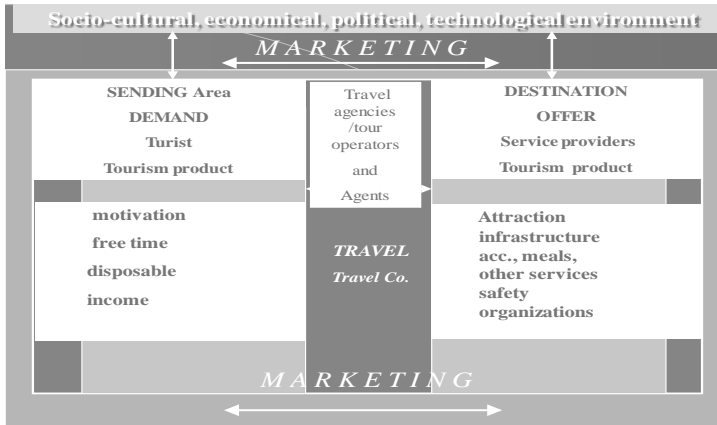 Socio-cultural, economical, political, technological environment
MARKETING
SENDING Area
DEMAND
Turist
Tourism product
motivation
free time
disposable
income
Travel
agencies
/tour
operators
and
Agents
TRAVEL
Travel Co.
DESTINATION
OFFER
Service providers
Tourism product
Attraction
infrastructure
acc., meals,
other services
safety
organizations
MARKETING